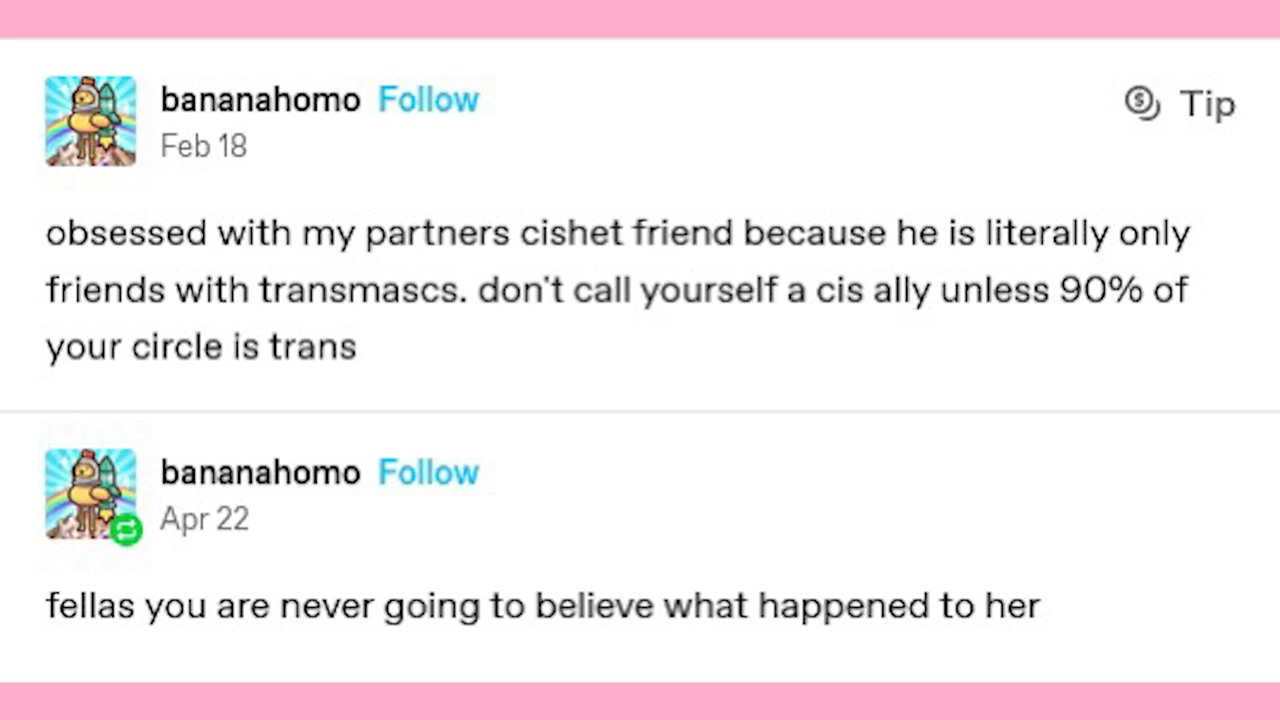 bananahomo Follow
Tip
Feb 18
obsessed with my partners cishet friend because he is literally only
friends with transmascs. don't call yourself a cis ally unless 90% of
your circle is trans
bananahomo Follow
Apr 22
fellas you are never going to believe what happened to her